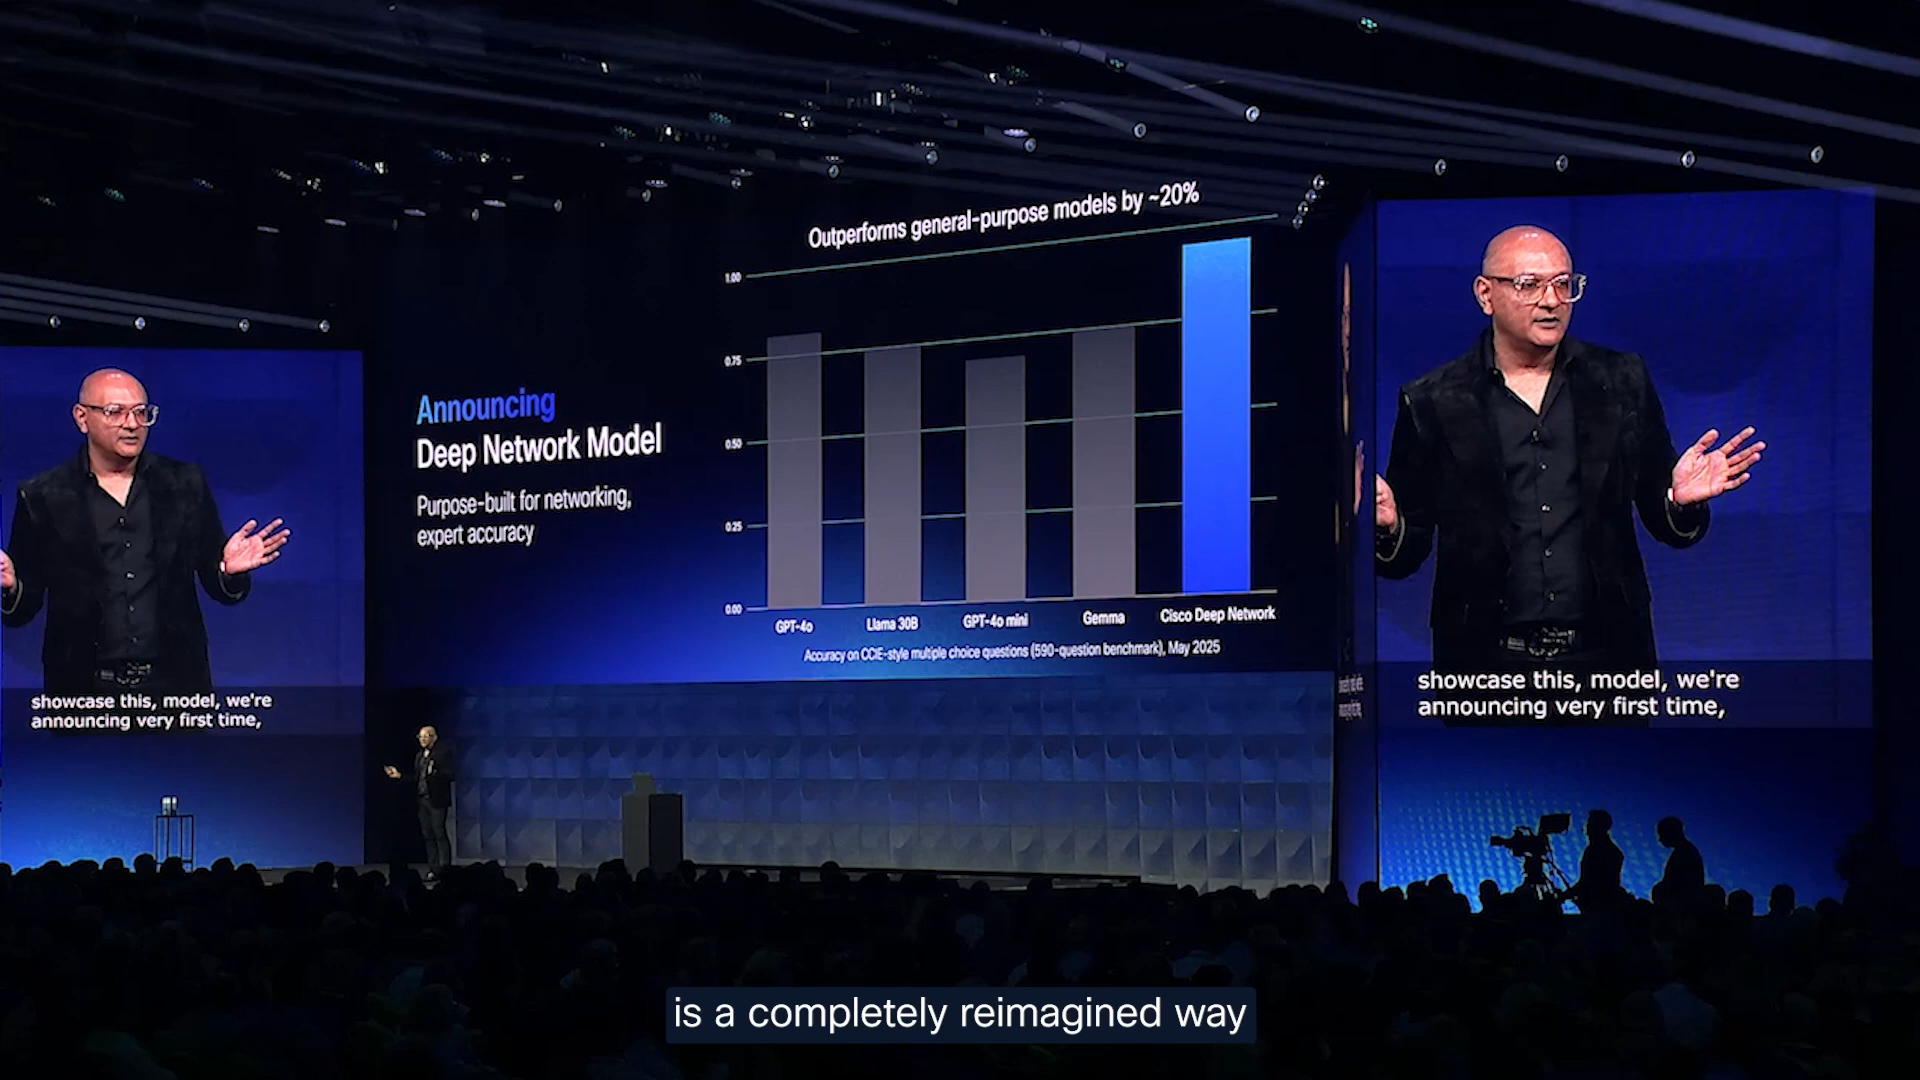 Outperforms general-purpose models by ~20%
1.00
0.75
0.50
0.25
0.00
Announcing
Deep Network Model
Purpose-built for networking,
expert accuracy
GPT-4o
Llama 30B
GPT-4o mini
Gemma
Cisco Deep Network
Accuracy on CCIE-style multiple choice questions (590-question benchmark), May 2025
showcase this, model, we're
announcing very first time,
showcase this, model, we're
announcing very first time,
is a completely reimagined way